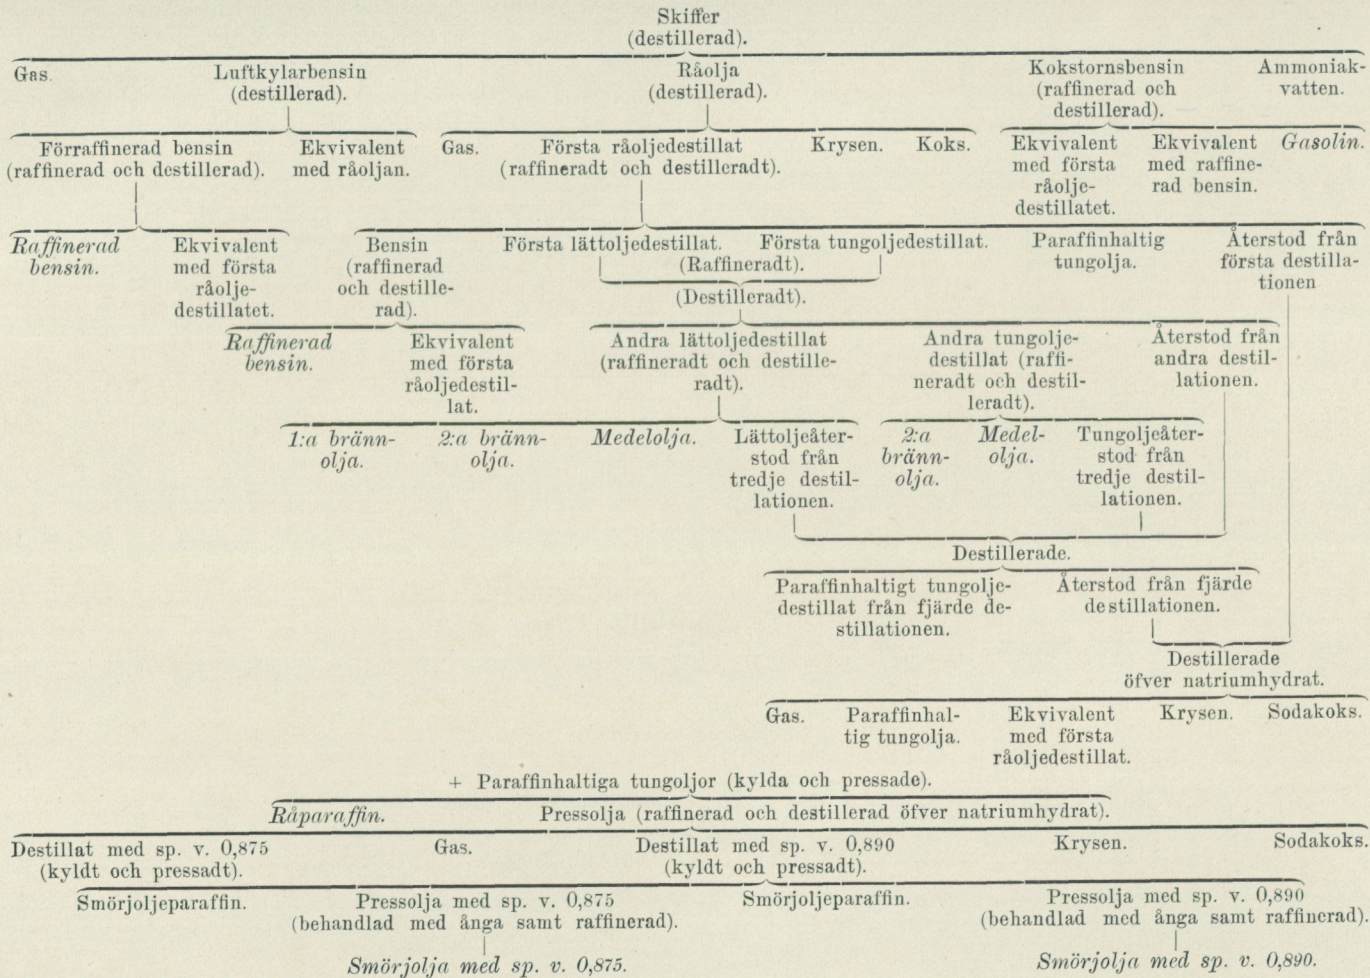 Skiffer
(destillerad).
Gas. Luftkylarbensin Råolja Kokstornsbensin Ammoniak-
(destillerad). (destillerad). (raffinerad och vatten.
destillerad).
Förraffinerad bensin Ekvivalent Gas. Första råoljedestillat Krysen. Koks. Ekvivalent Ekvivalent Gasolin.
(raffinerad och destillerad). med råoljan. (raffineradt och destilleradt). med första med raffine-
råolje- rad bensin.
destillatet.
Raffinerad Ekvivalent Bensin Första lättoljedestillat. Första tungoljedestillat. Paraffinhaltig Återstod från
bensin. med första (raffinerad (Raffineradt). tungolja. första destilla-
råolje- och destille- (Destilleradt). tionen
destillatet. rad).
Raffinerad Ekvivalent Andra lättoljedestillat Andra tungolje- Återstod från
bensin. med första (raffineradt och destille- destillat (raffi- andra destil-
råoljedestil- radt). neradt och destil- lationen.
lat. leradt).
1:a bränn- 2:a bränn- Medelolja. Lättoljeåter- 2:a Medel- Tungoljeåter-
olja. olja. stod från bränn- olja. stod från
tredje destil- olja. tredje destil-
lationen. lationen.
Destillerade.
Paraffinhaltigt tungolje- Återstod från fjärde
destillat från fjärde de- destillationen.
stillationen.
Destillerade
öfver natriumhydrat.
Gas. Paraffinhal- Ekvivalent Krysen. Sodakoks.
tig tungolja. med första
råoljedestillat.
+ Paraffinhaltiga tungoljor (kylda och pressade).
Råparaffin. Pressolja (raffinerad och destillerad öfver natriumhydrat).
Destillat med sp. v. 0,875 Gas. Destillat med sp. v. 0,890 Krysen. Sodakoks.
(kyldt och pressadt). (kyldt och pressadt).
Smörjoljeparaffin. Pressolja med sp. v. 0,875 Smörjoljeparaffin. Pressolja med sp. v. 0,890
(behandlad med ånga samt raffinerad). (behandlad med ånga samt raffinerad).
Smörjolja med sp. v. 0,875. Smörjolja med sp. v. 0,890.